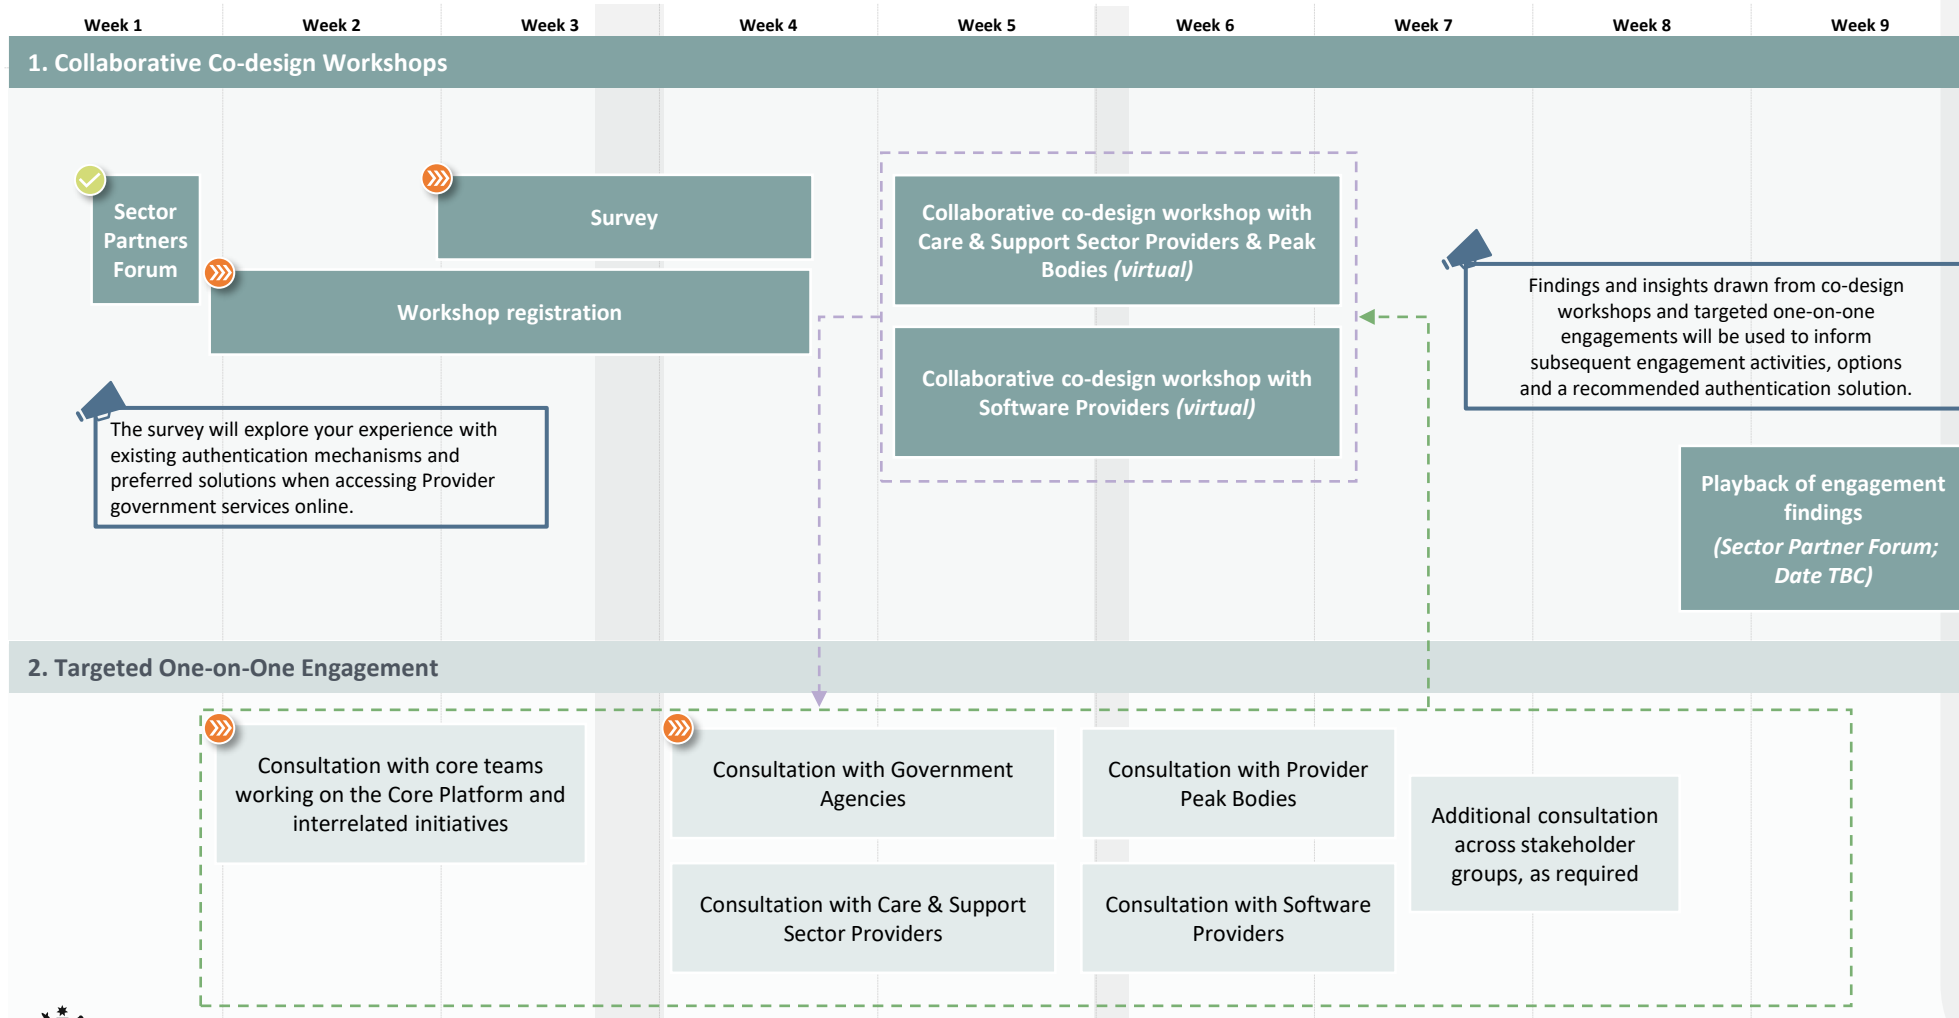 Week 1 Week 2 Week 3 Week 4 Week 5 Week 6 Week 7 Week 8 Week 9
1. Collaborative Co-design Workshops
Sector
Partners
Forum
Survey
Workshop registration
The survey will explore your experience with
existing authentication mechanisms and
preferred solutions when accessing Provider
government services online.
Collaborative co-design workshop with
Care & Support Sector Providers & Peak
Bodies (virtual)
Collaborative co-design workshop with
Software Providers (virtual)
Findings and insights drawn from co-design
workshops and targeted one-on-one
engagements will be used to inform
subsequent engagement activities, options
and a recommended authentication solution.
Playback of engagement
findings
(Sector Partner Forum;
Date TBC)
2. Targeted One-on-One Engagement
Consultation with core teams
working on the Core Platform and
interrelated initiatives
Consultation with Government
Agencies
Consultation with Care & Support
Sector Providers
Consultation with Provider
Peak Bodies
Consultation with Software
Providers
Additional consultation
across stakeholder
groups, as required